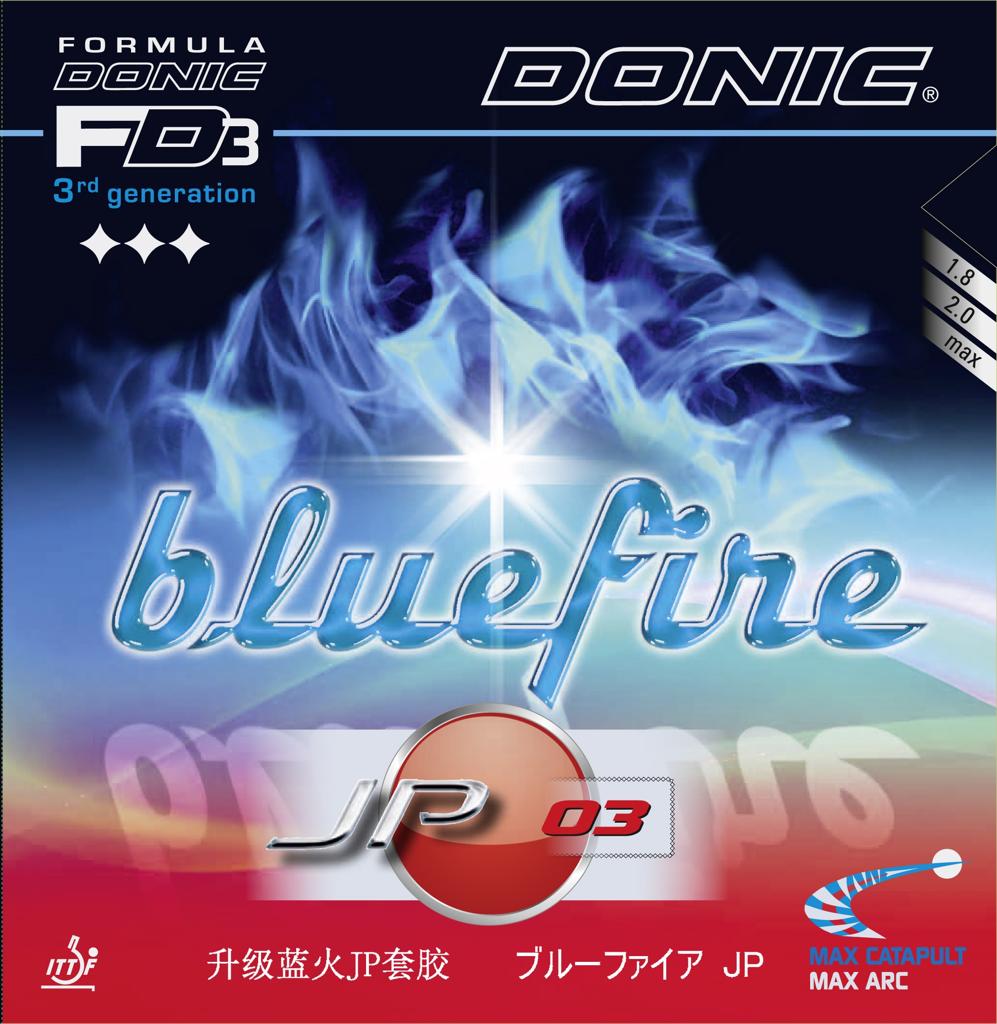 FORMULA
DONIC
FD3
3rd generation
DONIC®
1.8
2.0
max
bluefire
JP 03
ITTF
升级蓝火JP套胶
ブルーファイア JP
MAX CATAPULT
MAX ARC